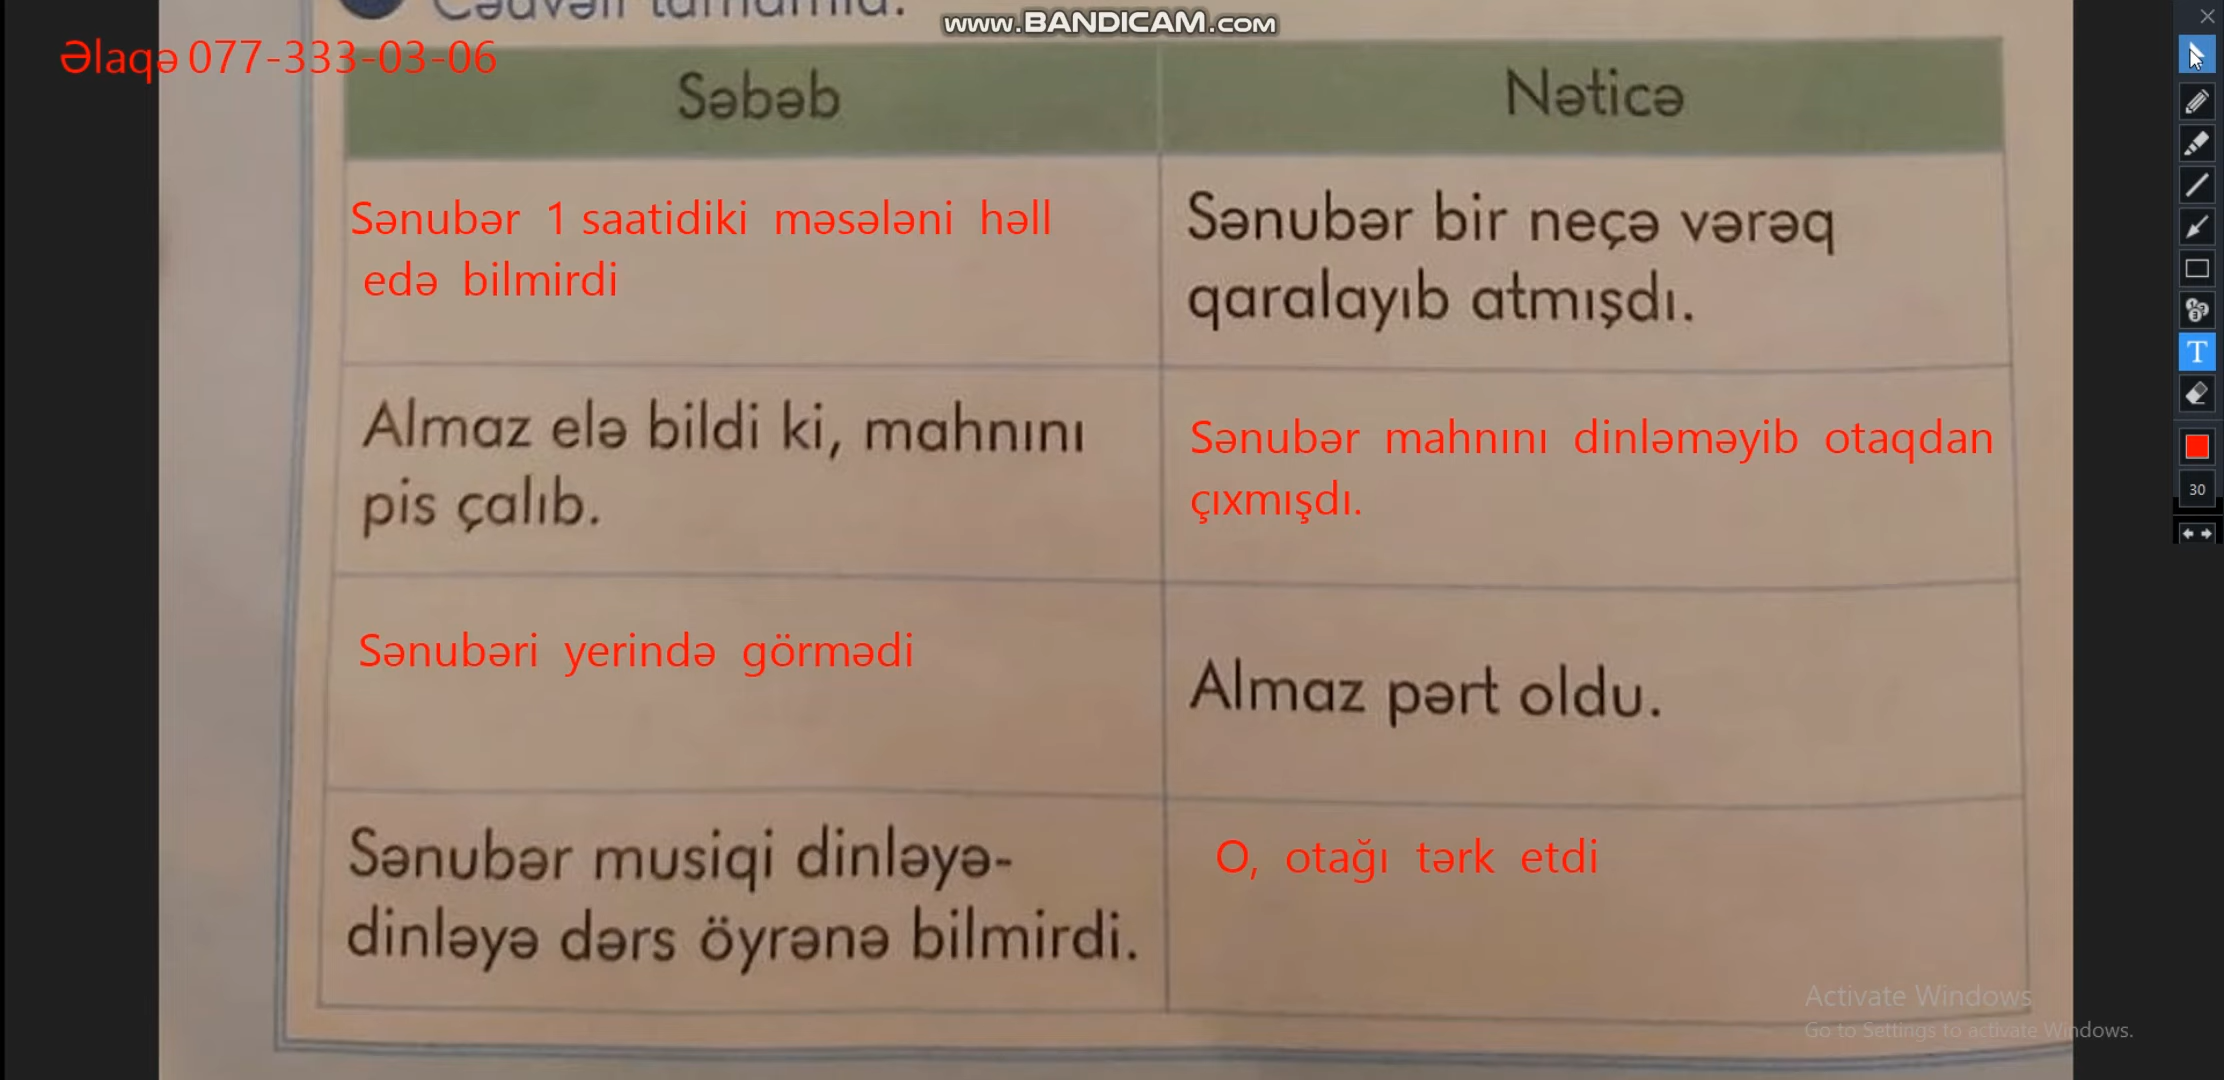 Cədvəli tamamla.
www.BANDICAM.com
Əlaqə 077-333-03-06
Səbəb
Nəticə
Sənubər 1 saatidiki məsələni həll
edə bilmirdi
Sənubər bir neçə vərəq
qaralayıb atmışdı.
Almaz elə bildi ki, mahnını
pis çalıb.
Sənubər mahnını dinləməyib otaqdan
çıxmışdı.
Sənubəri yerində görmədi
Almaz pərt oldu.
Sənubər musiqi dinləyə-
dinləyə dərs öyrənə bilmirdi.
O, otağı tərk etdi
T
30
Activate Windows
Go to Settings to activate Windows.